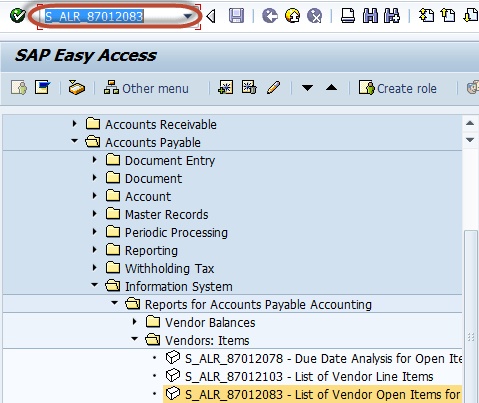 S_ALR_87012083
SAP Easy Access
Other menu
Create role
Accounts Receivable
Accounts Payable
Document Entry
Document
Account
Master Records
Periodic Processing
Reporting
Withholding Tax
Information System
Reports for Accounts Payable Accounting
Vendor Balances
Vendors: Items
S_ALR_87012078 - Due Date Analysis for Open Ite
S_ALR_87012103 - List of Vendor Line Items
S_ALR_87012083 - List of Vendor Open Items for